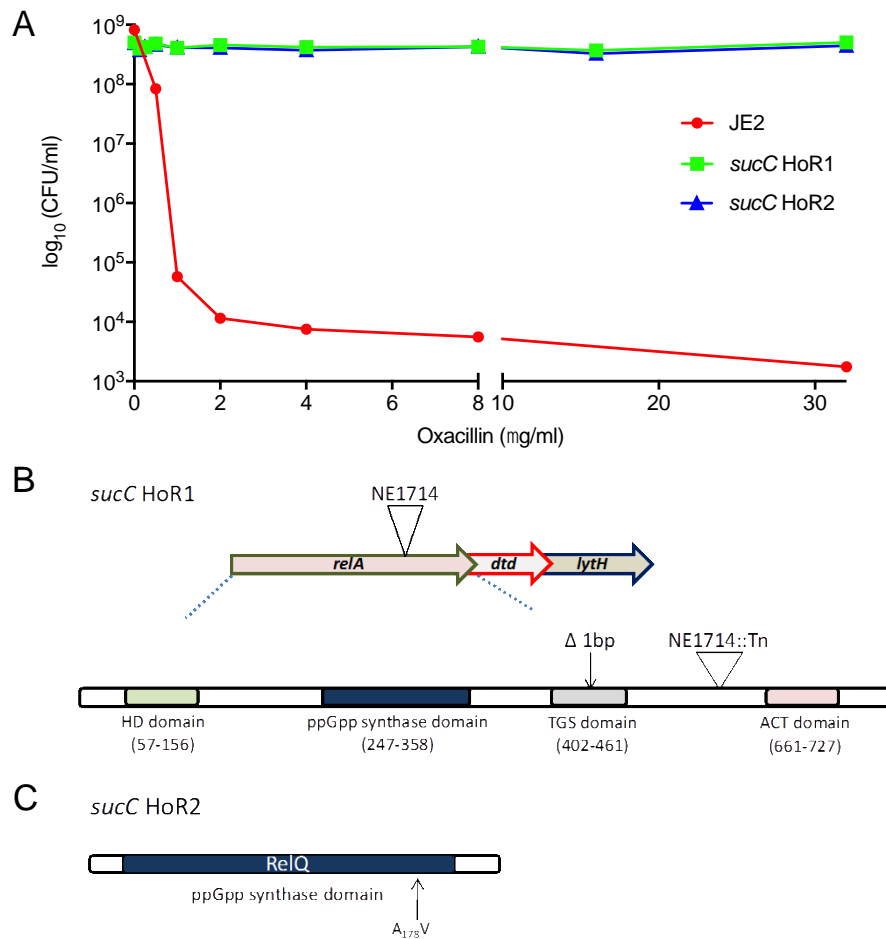 A
10⁹
10⁸
10⁷
10⁶
10⁵
10⁴
10³
log₁₀ (CFU/ml)
JE2
sucC HoR1
sucC HoR2
0 2 4 6 8 10 20 30
Oxacillin (mg/ml)
B
sucC HoR1
NE1714
relA dtd lytH
Δ 1bp NE1714::Tn
HD domain ppGpp synthase domain TGS domain ACT domain
(57-156) (247-358) (402-461) (661-727)
C
sucC HoR2
RelQ
ppGpp synthase domain
A₁₇₈V